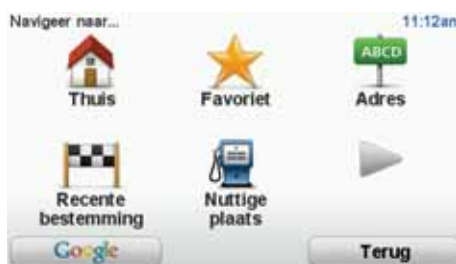 Navigeer naar... 11:12am
Thuis Favoriet ABCD
Adres
Recente
bestemming
Nuttige
plaats
Google Terug